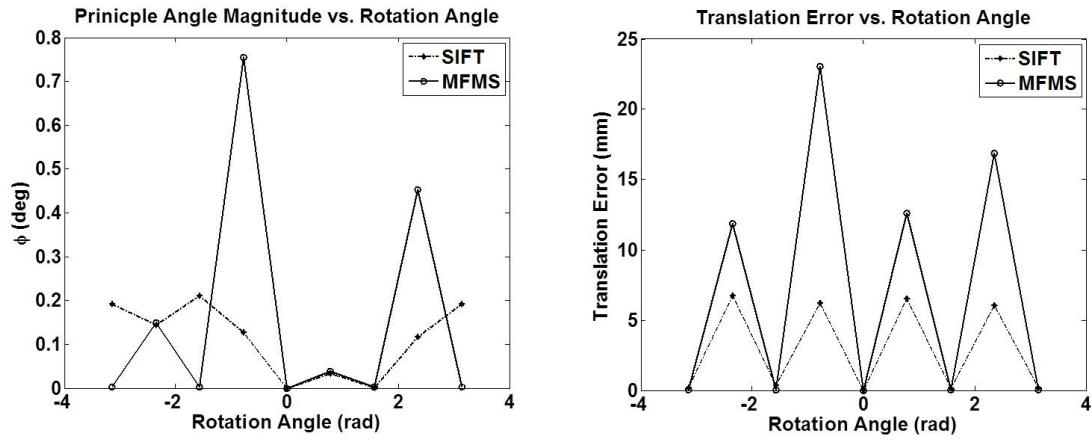 Prinicple Angle Magnitude vs. Rotation Angle
0.8
0.7
0.6
0.5
0.4
0.3
0.2
0.1
0
ϕ (deg)
SIFT
MFMS
-4
-2
0
2
4
Rotation Angle (rad)
Translation Error vs. Rotation Angle
25
20
15
10
5
0
Translation Error (mm)
SIFT
MFMS
-4
-2
0
2
4
Rotation Angle (rad)